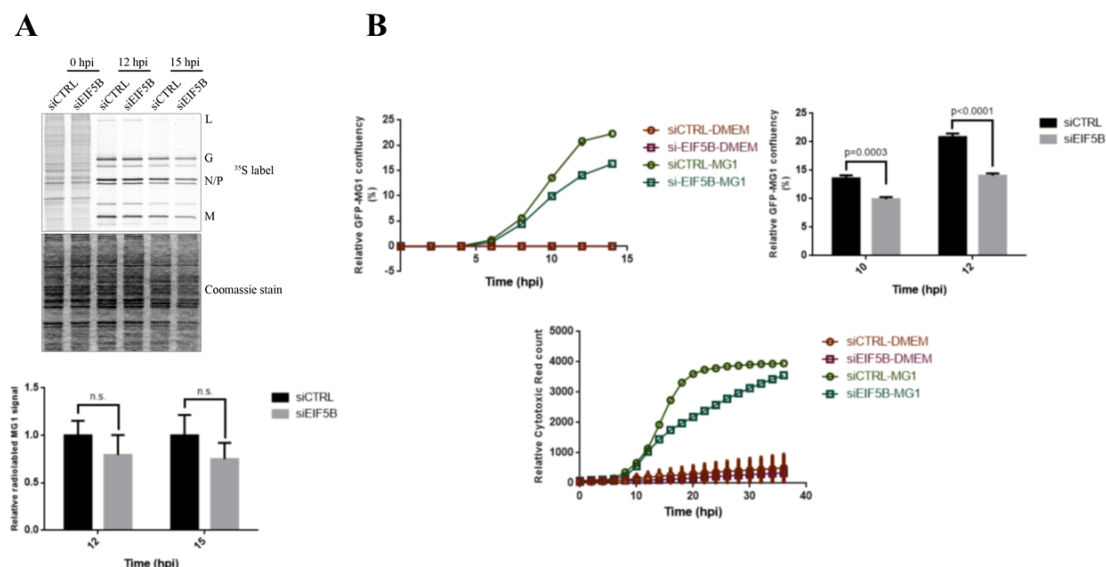 A
0 hpi 12 hpi 15 hpi
siCTRL siEIF5B siCTRL siEIF5B siCTRL siEIF5B
L
G
³⁵S label
N/P
M
Coomassie stain
Relative radiolabled MG1 signal
1.5
1.0
0.5
0.0
n.s.
n.s.
siCTRL
siEIF5B
12
15
Time (hpi)
B
Relative GFP-MG1 confluency
(%)
25
20
15
10
5
0
-5
5
10
15
Time (hpi)
siCTRL-DMEM
si-EIF5B-DMEM
siCTRL-MG1
si-EIF5B-MG1
Relative GFP-MG1 confluency
(%)
25
20
15
10
5
0
p=0.0003
p<0.0001
siCTRL
siEIF5B
10
12
Time (hpi)
Relative Cytotoxic Red count
5000
4000
3000
2000
1000
0
0
10
20
30
40
Time (hpi)
siCTRL-DMEM
siEIF5B-DMEM
siCTRL-MG1
siEIF5B-MG1